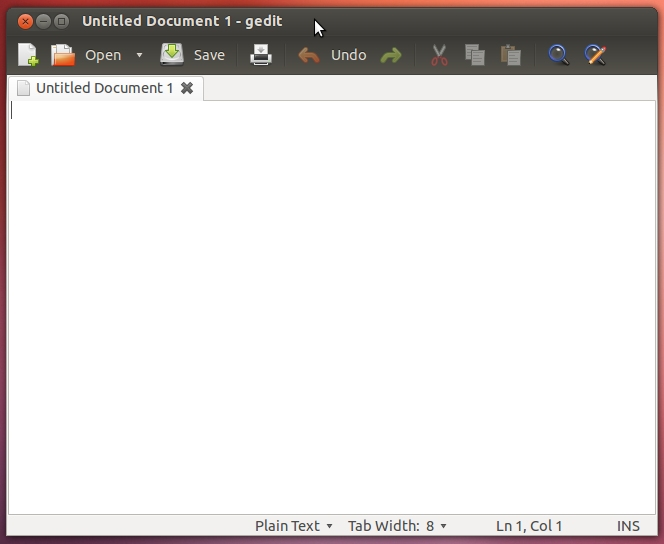 Untitled Document 1 - gedit
Open Save Undo
Untitled Document 1
Plain Text Tab Width: 8 Ln 1, Col 1 INS